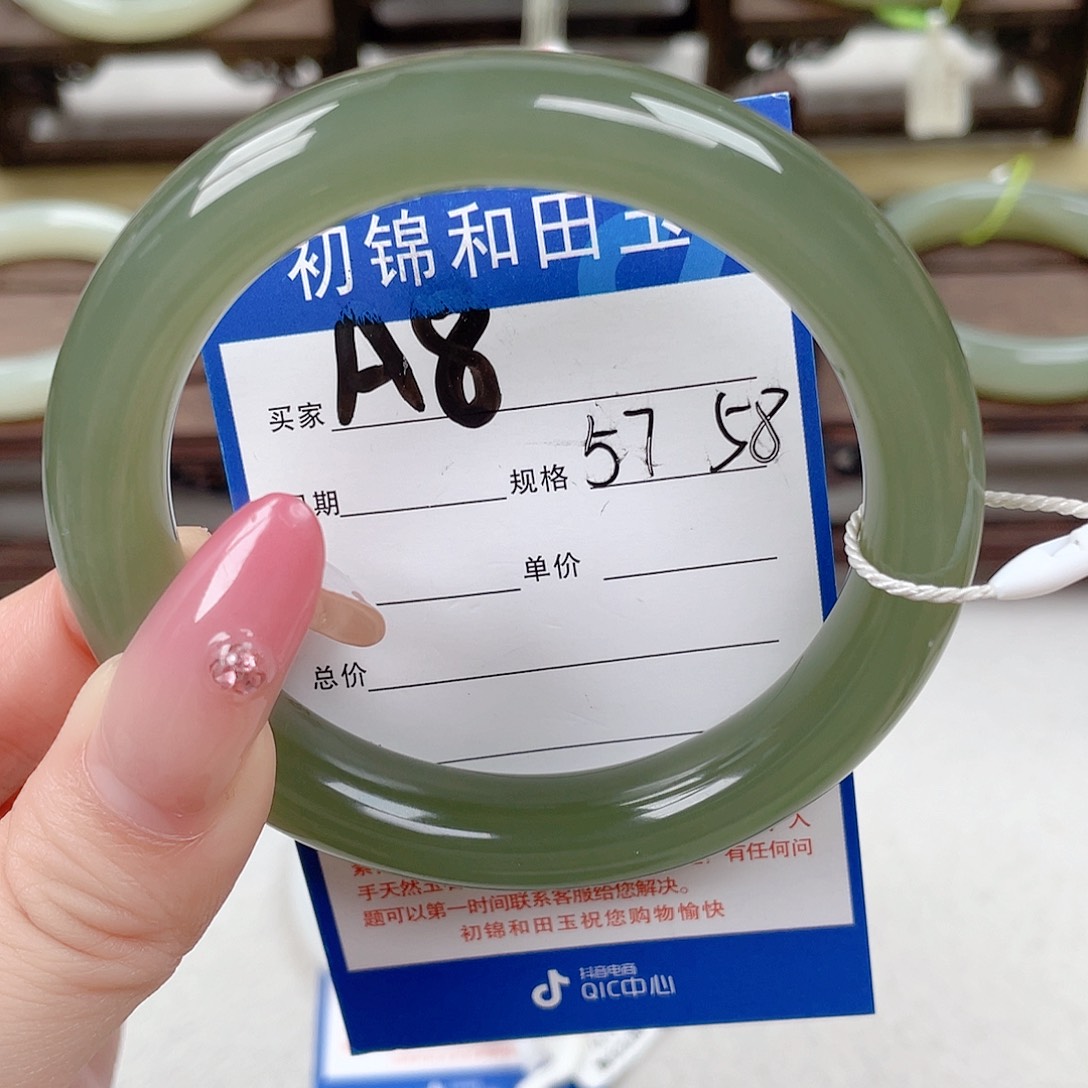 初锦和田玉
买家 A8
期 规格 57 58
单价
总价
人
有任何问
手天然玉
题可以第一时间联系客服给您解决。
初锦和田玉祝您购物愉快
抖音电商
QIC中心